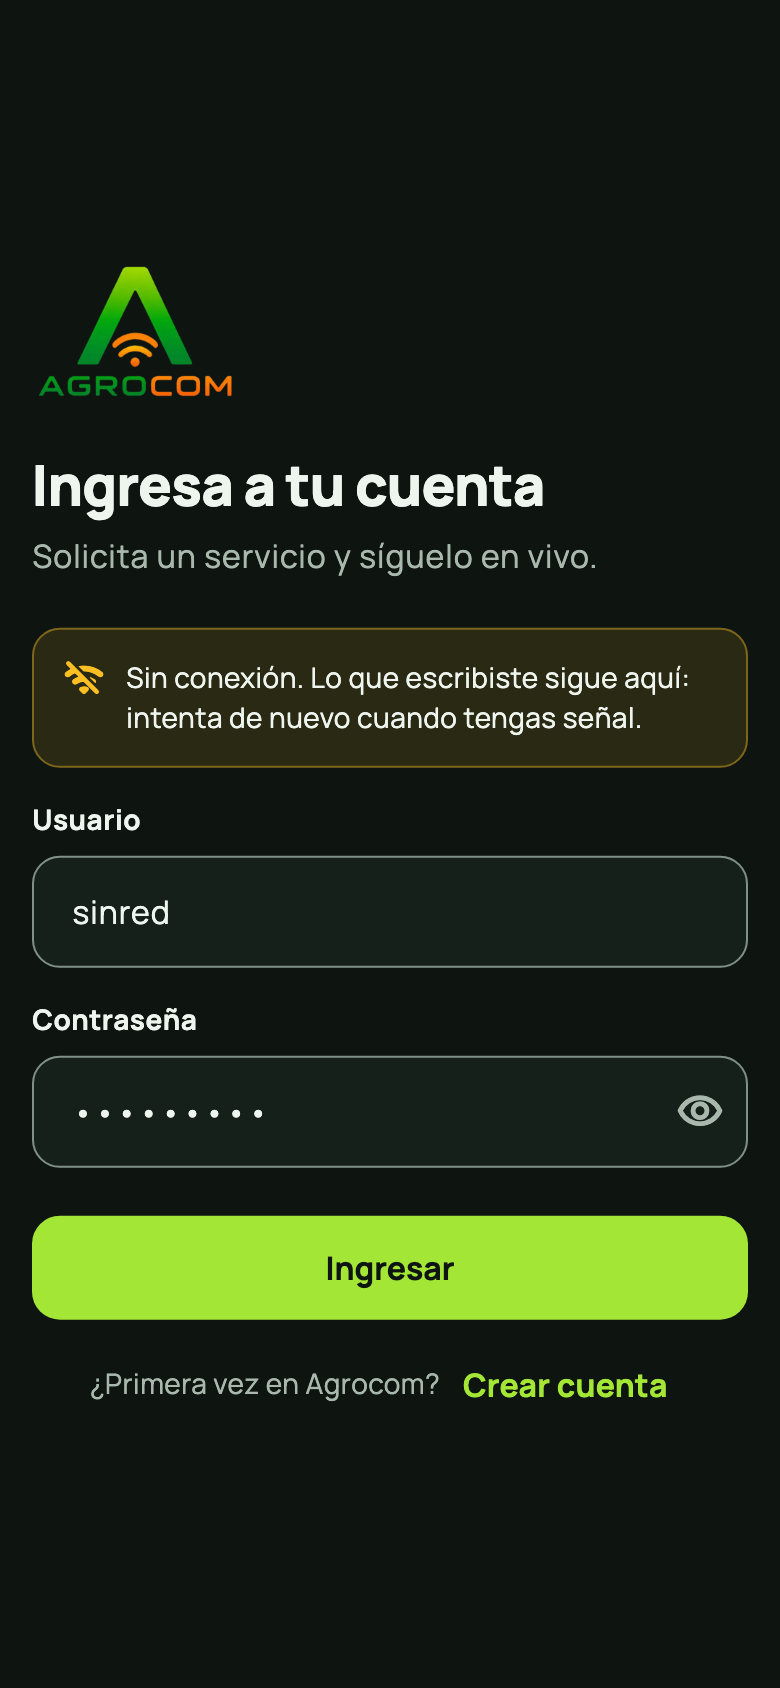 AGROCOM
Ingresa a tu cuenta
Solicita un servicio y síguelo en vivo.
Sin conexión. Lo que escribiste sigue aquí:
intenta de nuevo cuando tengas señal.
Usuario
sinred
Contraseña
•••••••••
Ingresar
¿Primera vez en Agrocom? Crear cuenta